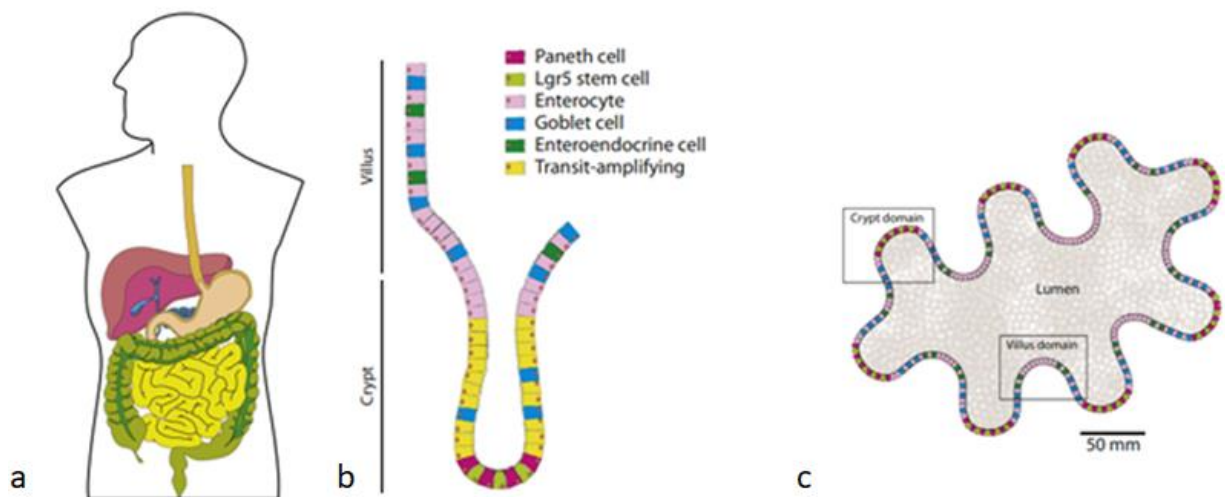 Paneth cell
Lgr5 stem cell
Enterocyte
Goblet cell
Enteroendocrine cell
Transit-amplifying
Villus
Crypt
Crypt domain
Lumen
Villus domain
50 mm
a
b
c